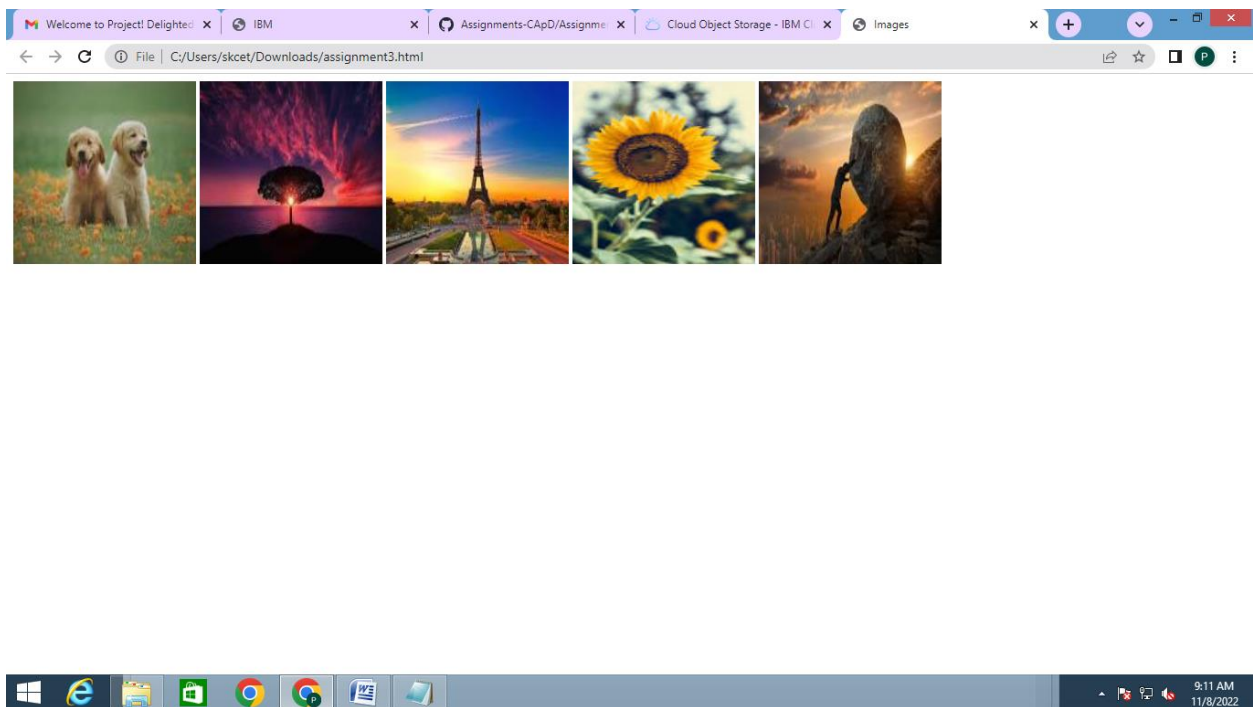 Welcome to Project! Delighted
IBM
Assignments-CApD/Assignme
Cloud Object Storage - IBM Cl
Images
File | C:/Users/skcet/Downloads/assignment3.html
P
9:11 AM
11/8/2022